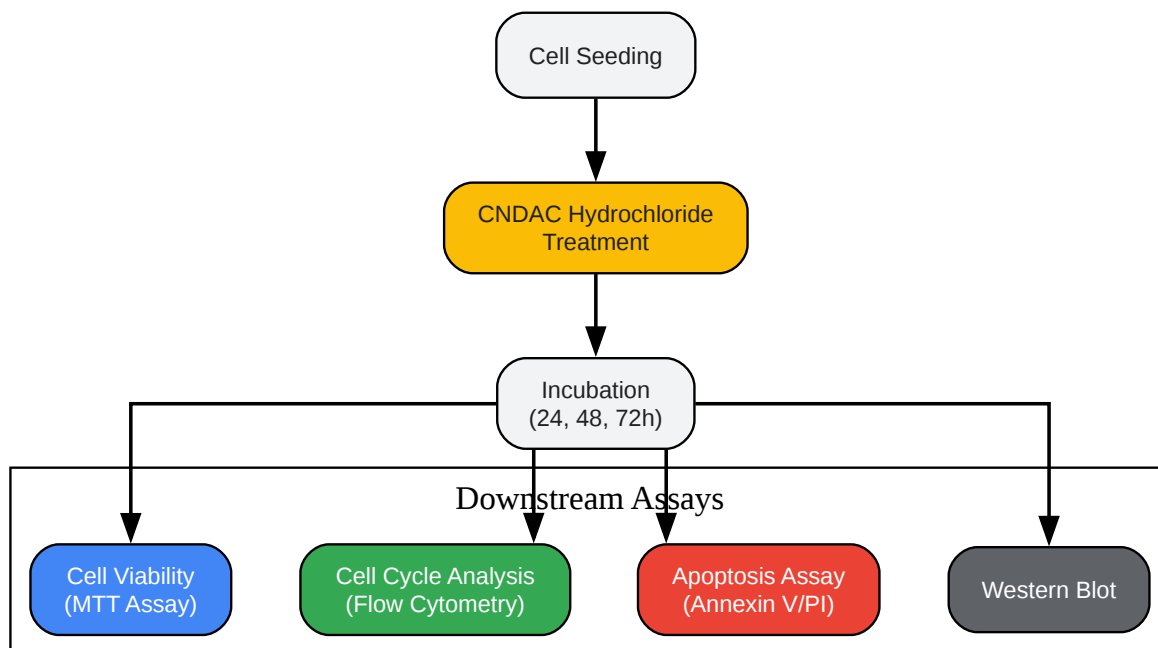 Cell Seeding
CNDAC Hydrochloride
Treatment
Incubation
(24, 48, 72h)
Downstream Assays
Cell Viability
(MTT Assay)
Cell Cycle Analysis
(Flow Cytometry)
Apoptosis Assay
(Annexin V/PI)
Western Blot